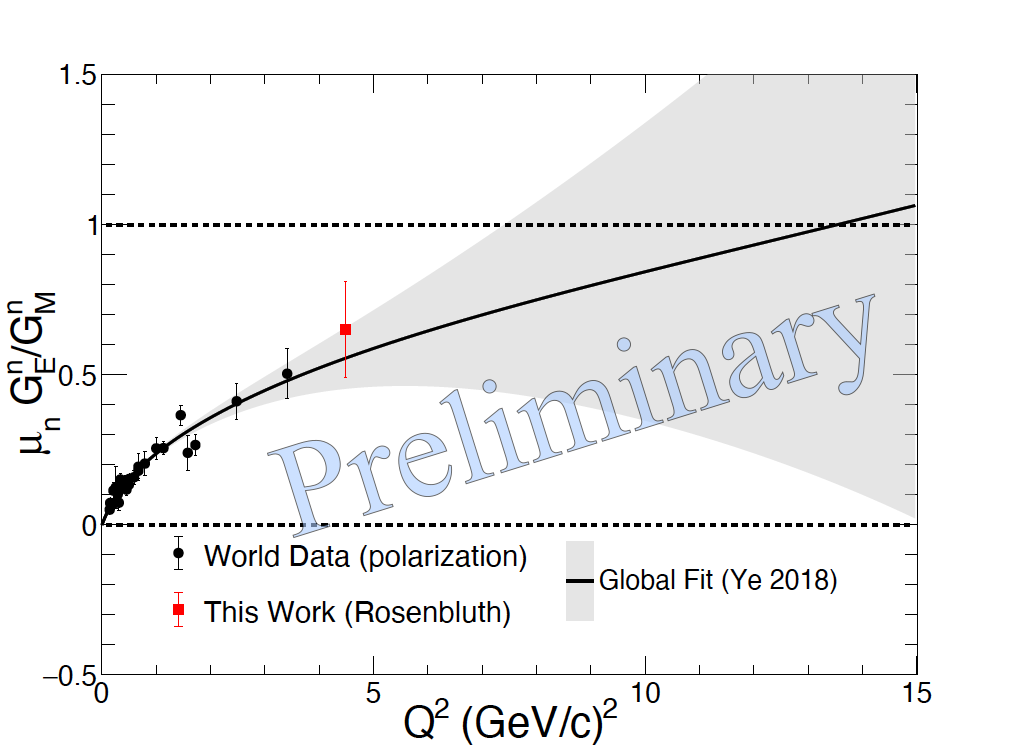 1.5
1
0.5
0
−0.5
μn GEn/GMn
Preliminary
World Data (polarization)
This Work (Rosenbluth)
Global Fit (Ye 2018)
0 5 10 15
Q2 (GeV/c)2